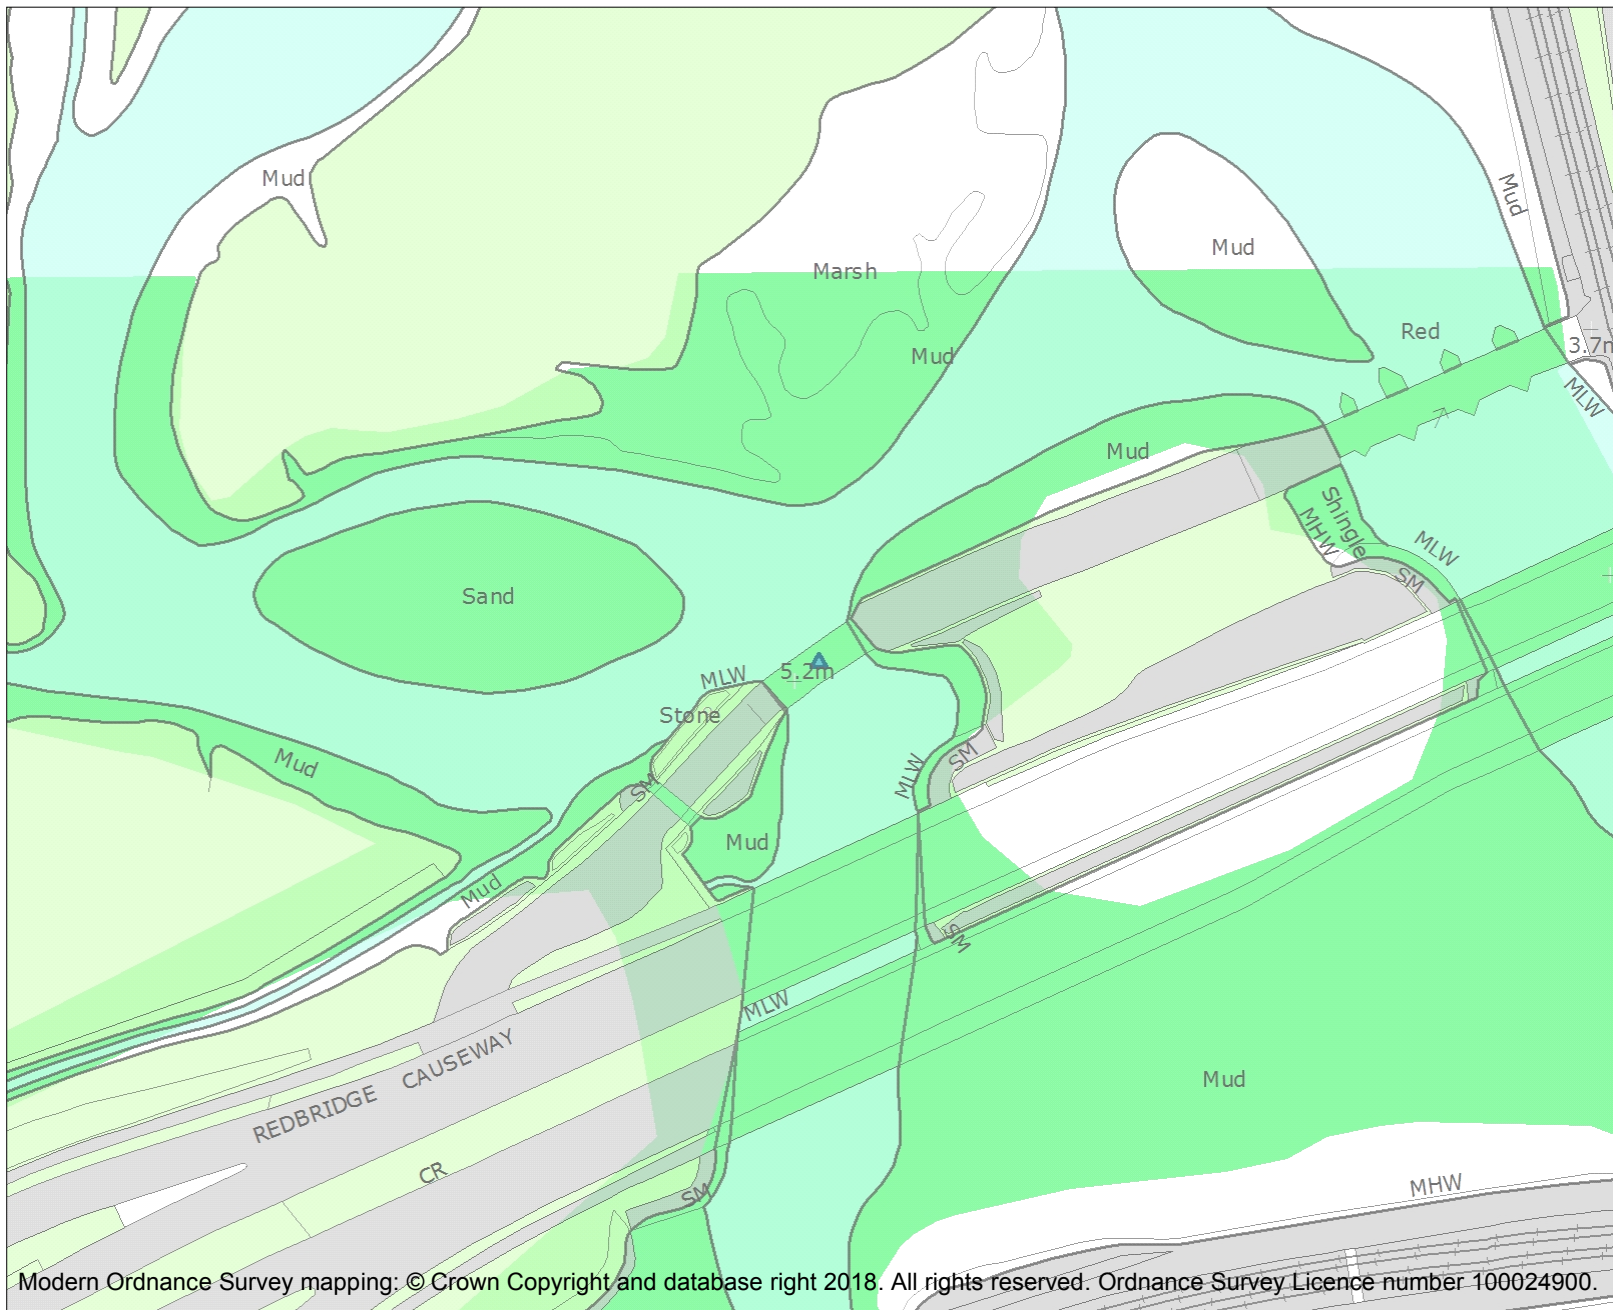 Mud
Mud
Mud
Marsh
Red
Mud
3.7m
MLW
Mud
Shingle
MHW
MLW
SM
Sand
5.2m
MLW
Stone
Mud
SM
SM
MLW
Mud
Mud
SM
MLW
REDBRIDGE CAUSEWAY
Mud
CR
SM
MHW
Modern Ordnance Survey mapping: © Crown Copyright and database right 2018. All rights reserved. Ordnance Survey Licence number 100024900.